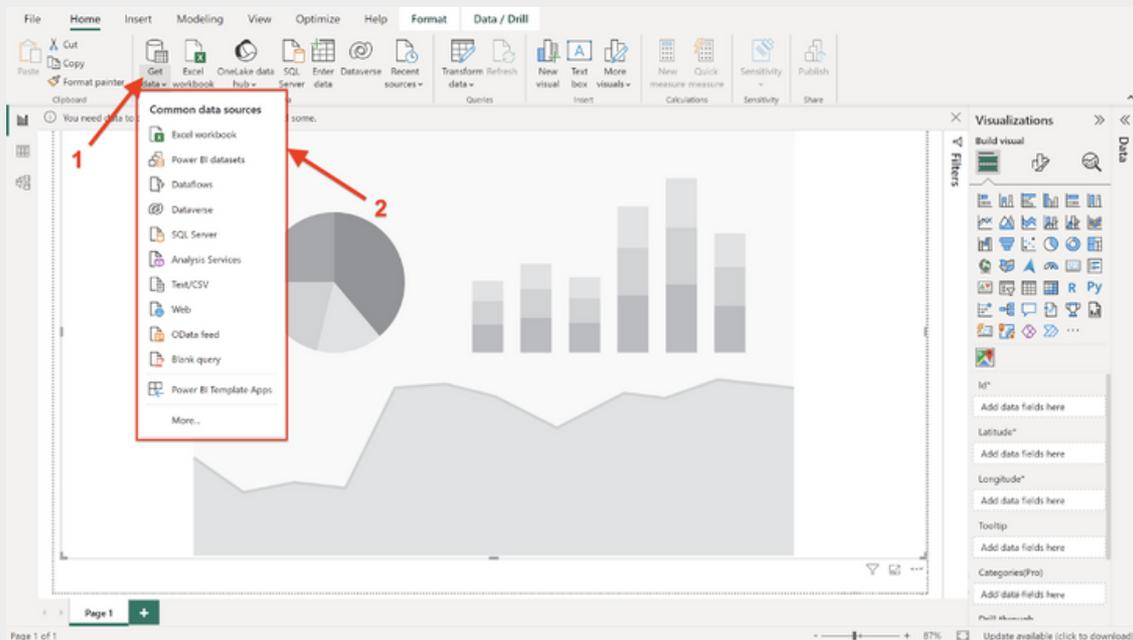 File Home Insert Modeling View Optimize Help Format Data / Drill
Cut
Copy
Format painter
Paste
Clipboard
Get data
Excel workbook
OneLake data hub
SQL Server
Enter data
Dataverse
Recent sources
Transform data
Refresh
Queries
New visual
Text box
More visuals
Insert
New measure
Quick measure
Calculations
Sensitivity
Sensitivity
Publish
Share
You need data to
some.
1
2
Common data sources
Excel workbook
Power BI datasets
Dataflows
Dataverse
SQL Server
Analysis Services
Text/CSV
Web
OData feed
Blank query
Power BI Template Apps
More...
Filters
Visualizations
Build visual
Data
R Py
Id*
Add data fields here
Latitude*
Add data fields here
Longitude*
Add data fields here
Tooltip
Add data fields here
Categories(Pro)
Add data fields here
Drill through
Page 1
Page 1 of 1
87%
Update available (click to download)